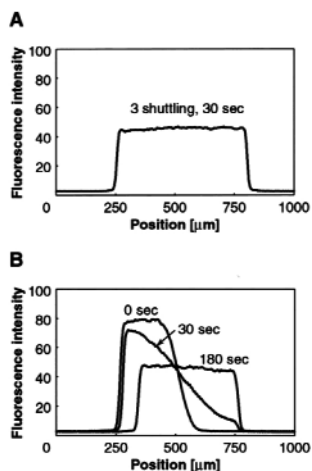 A
100
80
60
40
20
0
Fluorescence intensity
3 shuttling, 30 sec
250
500
750
1000
Position [µm]
B
100
80
60
40
20
0
Fluorescence intensity
0 sec
30 sec
180 sec
250
500
750
1000
Position [µm]